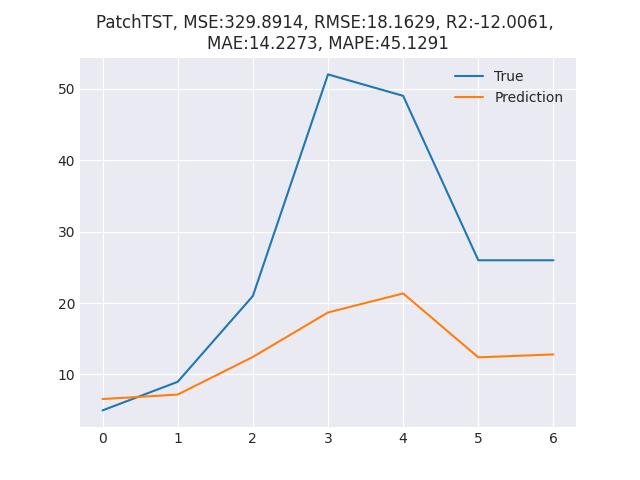 PatchTST, MSE:329.8914, RMSE:18.1629, R2:-12.0061,
MAE:14.2273, MAPE:45.1291
True
Prediction
50
40
30
20
10
0 1 2 3 4 5 6